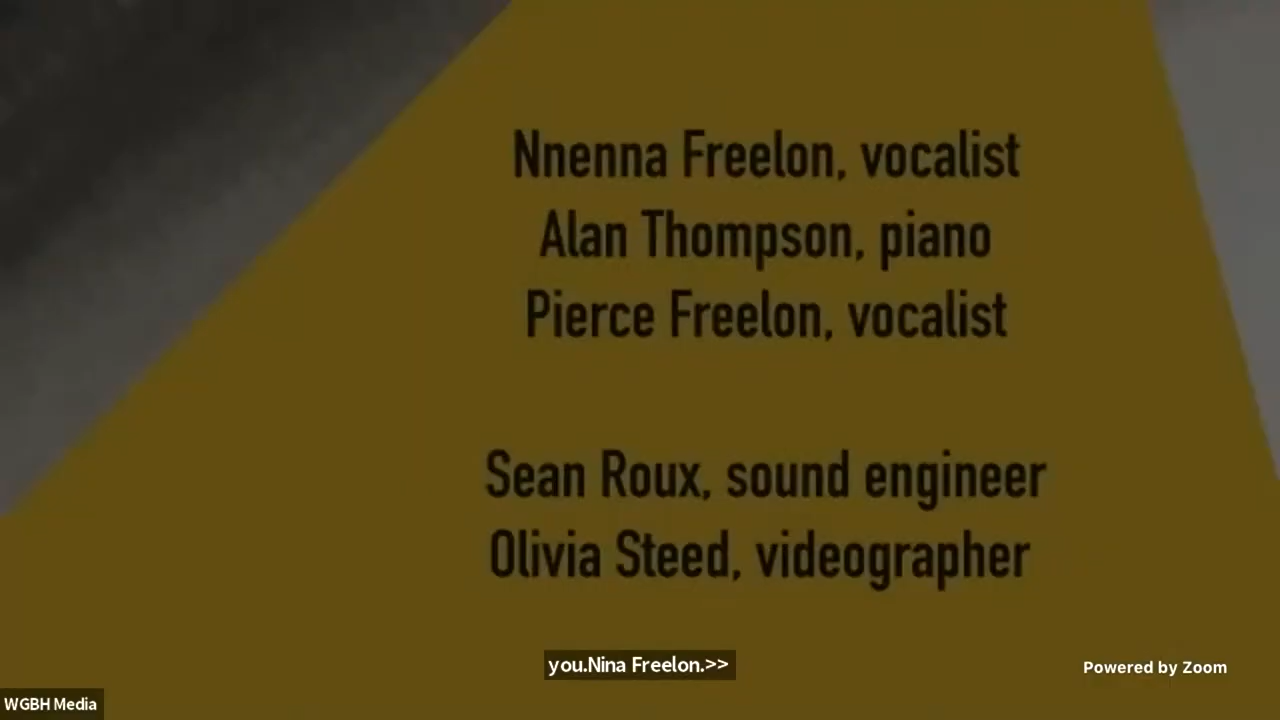 Nnenna Freelon, vocalist
Alan Thompson, piano
Pierce Freelon, vocalist
Sean Roux, sound engineer
Olivia Steed, videographer
you.Nina Freelon.>>
Powered by Zoom
WGBH Media